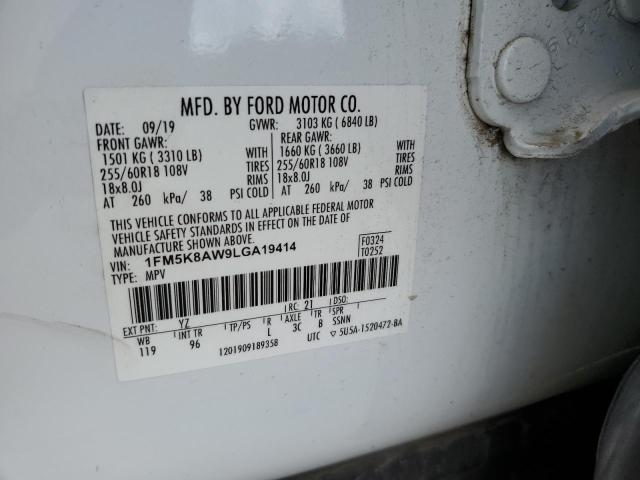 MFD. BY FORD MOTOR CO.
DATE: 09/19 GVWR: 3103 KG ( 6840 LB)
FRONT GAWR: REAR GAWR:
1501 KG ( 3310 LB) WITH 1660 KG ( 3660 LB) WITH
255/60R18 108V TIRES 255/60R18 108V TIRES
18x8.0J RIMS 18x8.0J RIMS
AT 260 kPa/ 38 PSI COLD AT 260 kPa/ 38 PSI COLD
THIS VEHICLE CONFORMS TO ALL APPLICABLE FEDERAL MOTOR
VEHICLE SAFETY STANDARDS IN EFFECT ON THE DATE OF
MANUFACTURE SHOWN ABOVE.
VIN: 1FM5K8AW9LGA19414 F0324
TYPE: MPV T0252
EXT PNT: YZ RC: 21 DSO:
WB INT TR TP/PS R AXLE TR SPR
119 96 L 3C B SSNN
1201909189358 UTC ▽ 5U5A-1520472-BA